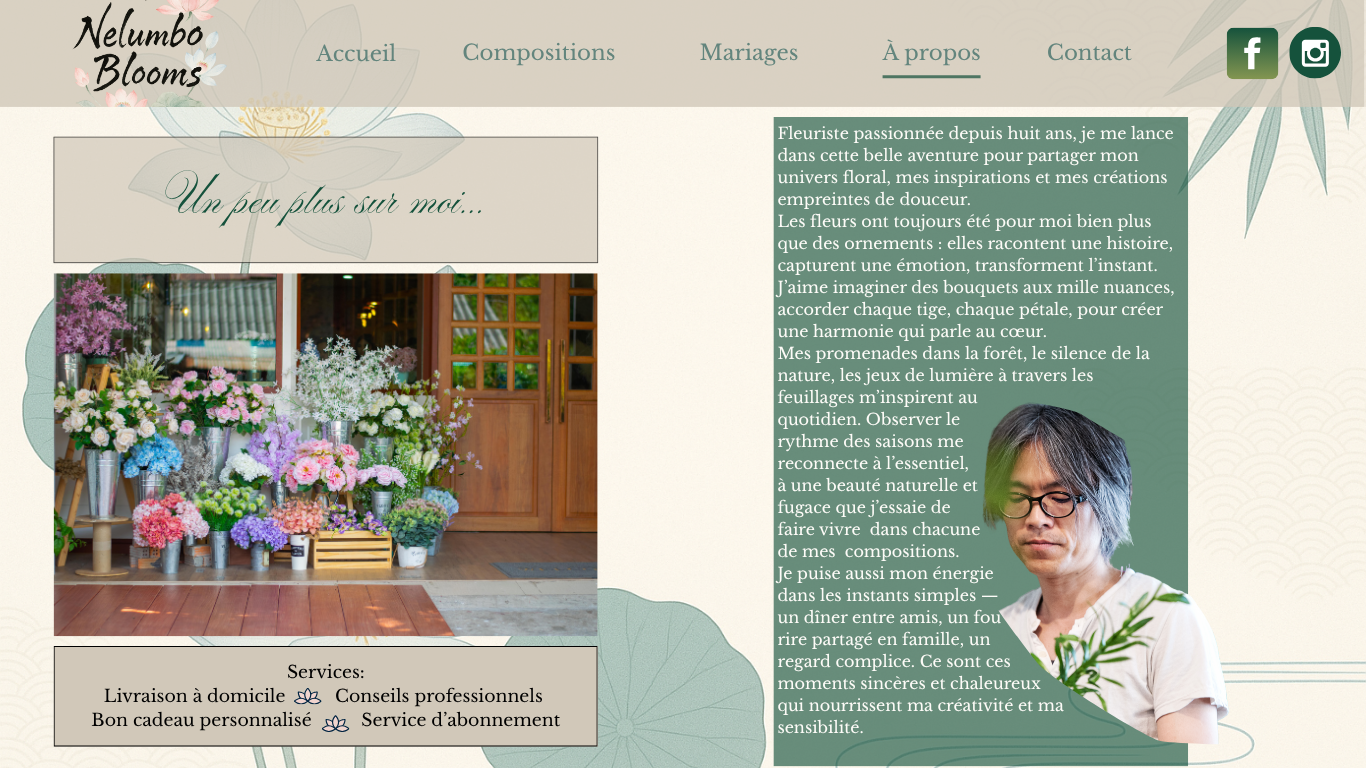 Nelumbo
Blooms
Accueil
Compositions
Mariages
À propos
Contact
Un peu plus sur moi...
Services:
Livraison à domicile Conseils professionnels
Bon cadeau personnalisé Service d’abonnement
Fleuriste passionnée depuis huit ans, je me lance
dans cette belle aventure pour partager mon
univers floral, mes inspirations et mes créations
empreintes de douceur.
Les fleurs ont toujours été pour moi bien plus
que des ornements : elles racontent une histoire,
capturent une émotion, transforment l’instant.
J’aime imaginer des bouquets aux mille nuances,
accorder chaque tige, chaque pétale, pour créer
une harmonie qui parle au cœur.
Mes promenades dans la forêt, le silence de la
nature, les jeux de lumière à travers les
feuillages m’inspirent au
quotidien. Observer le
rythme des saisons me
reconnecte à l’essentiel,
à une beauté naturelle et
fugace que j’essaie de
faire vivre  dans chacune
de mes  compositions.
Je puise aussi mon énergie
dans les instants simples —
un dîner entre amis, un fou
rire partagé en famille, un
regard complice. Ce sont ces
moments sincères et chaleureux
qui nourrissent ma créativité et ma
sensibilité.